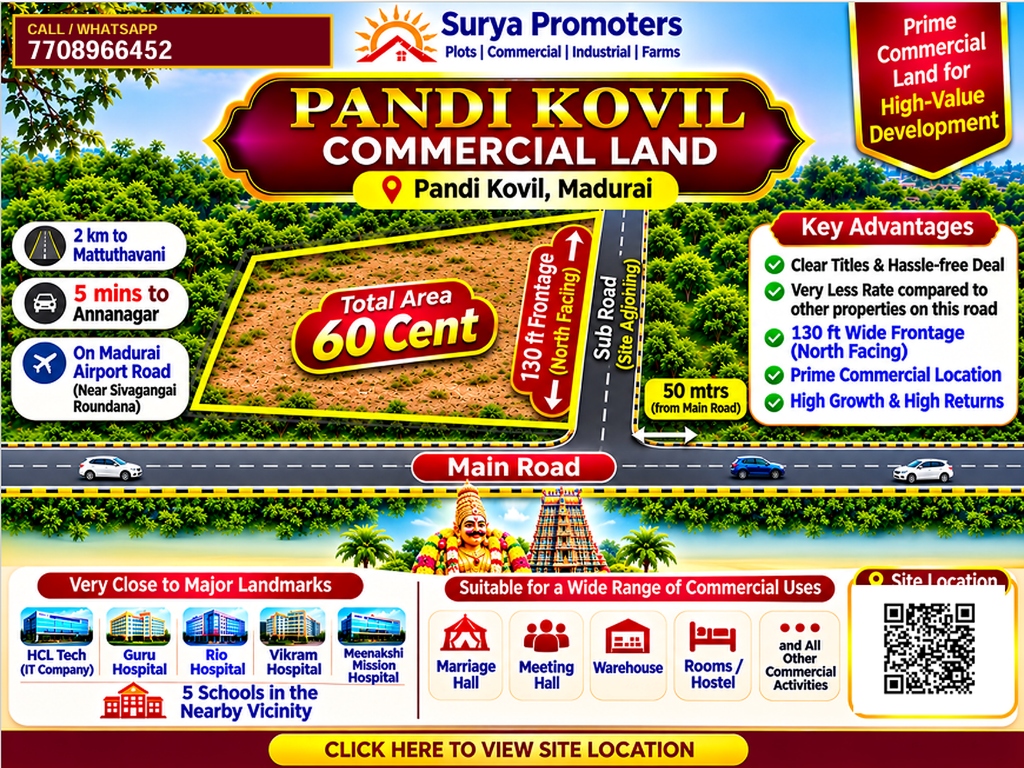 CALL / WHATSAPP
7708966452
Surya Promoters
Plots | Commercial | Industrial | Farms
Prime
Commercial
Land for
High-Value
Development
PANDI KOVIL
COMMERCIAL LAND
Pandi Kovil, Madurai
2 km to
Mattuthavani
5 mins to
Annanagar
On Madurai
Airport Road
(Near Sivagangai
Roundana)
Total Area
60 Cent
130 ft Frontage
(North Facing)
Sub Road
(Site Agjoning)
50 mtrs
(from Main Road)
Key Advantages
Clear Titles & Hassle-free Deal
Very Less Rate compared to
other properties on this road
130 ft Wide Frontage
(North Facing)
Prime Commercial Location
High Growth & High Returns
Main Road
Very Close to Major Landmarks
HCL Tech
(IT Company)
Guru
Hospital
Rio
Hospital
Vikram
Hospital
Meenakshi
Mission
Hospital
5 Schools in the
Nearby Vicinity
Suitable for a Wide Range of Commercial Uses
Marriage
Hall
Meeting
Hall
Warehouse
Rooms /
Hostel
and All
Other
Commercial
Activities
Site Location
CLICK HERE TO VIEW SITE LOCATION